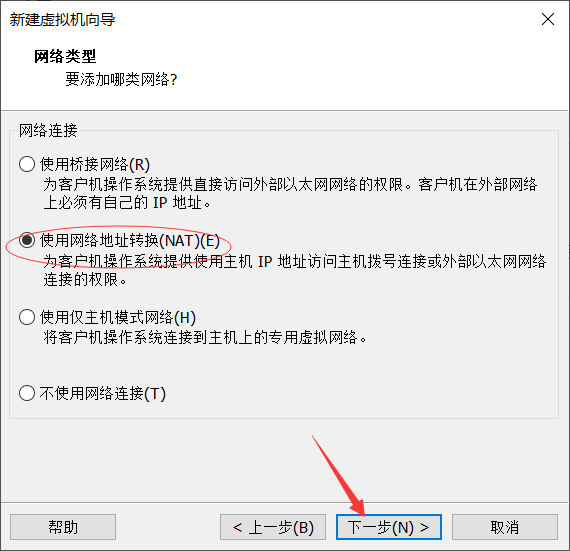 新建虚拟机向导
网络类型
要添加哪类网络?
网络连接
使用桥接网络(R)
为客户机操作系统提供直接访问外部以太网网络的权限。客户机在外部网络
上必须有自己的 IP 地址。
使用网络地址转换(NAT)(E)
为客户机操作系统提供使用主机 IP 地址访问主机拨号连接或外部以太网网络
连接的权限。
使用仅主机模式网络(H)
将客户机操作系统连接到主机上的专用虚拟网络。
不使用网络连接(T)
帮助
< 上一步(B)
下一步(N) >
取消